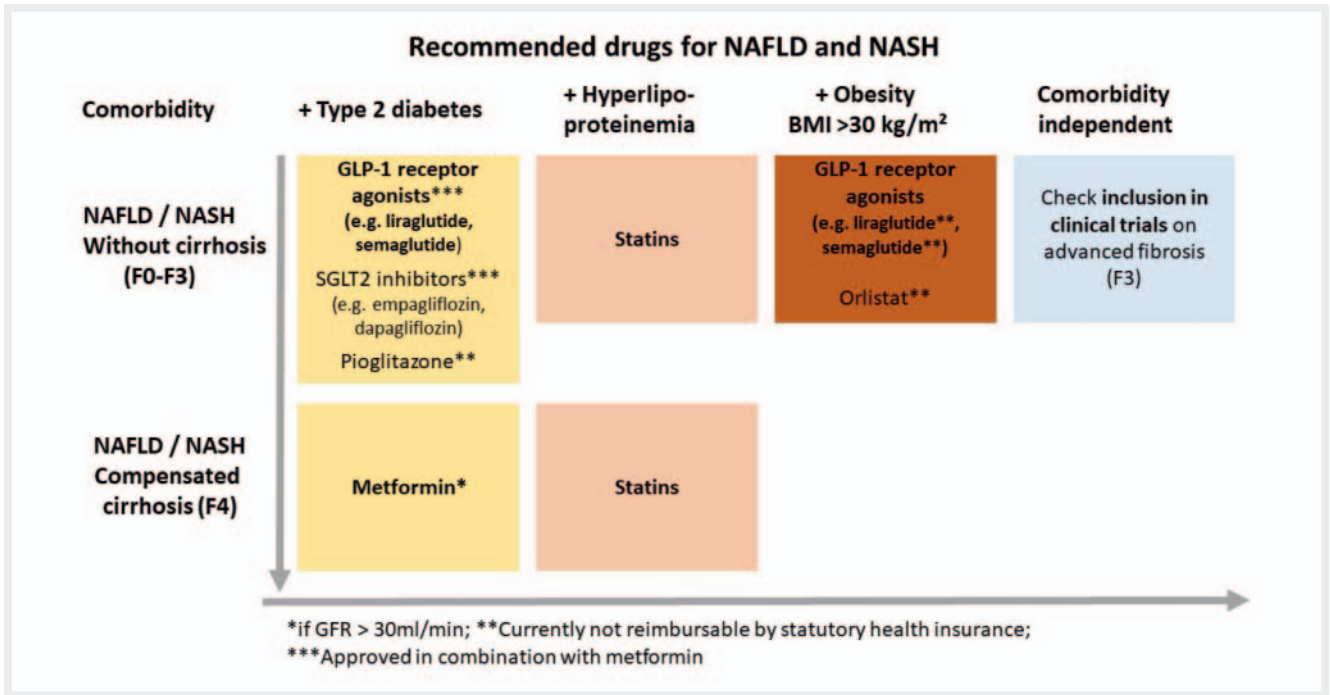 Recommended drugs for NAFLD and NASH
Comorbidity
+ Type 2 diabetes
+ Hyperlipo-
proteinemia
+ Obesity
BMI >30 kg/m²
Comorbidity
independent
NAFLD / NASH
Without cirrhosis
(F0-F3)
GLP-1 receptor
agonists***
(e.g. liraglutide,
semaglutide)
SGLT2 inhibitors***
(e.g. empagliflozin,
dapagliflozin)
Pioglitazone**
Statins
GLP-1 receptor
agonists
(e.g. liraglutide**,
semaglutide**)
Orlistat**
Check inclusion in
clinical trials on
advanced fibrosis
(F3)
NAFLD / NASH
Compensated
cirrhosis (F4)
Metformin*
Statins
*if GFR > 30ml/min; **Currently not reimbursable by statutory health insurance;
***Approved in combination with metformin